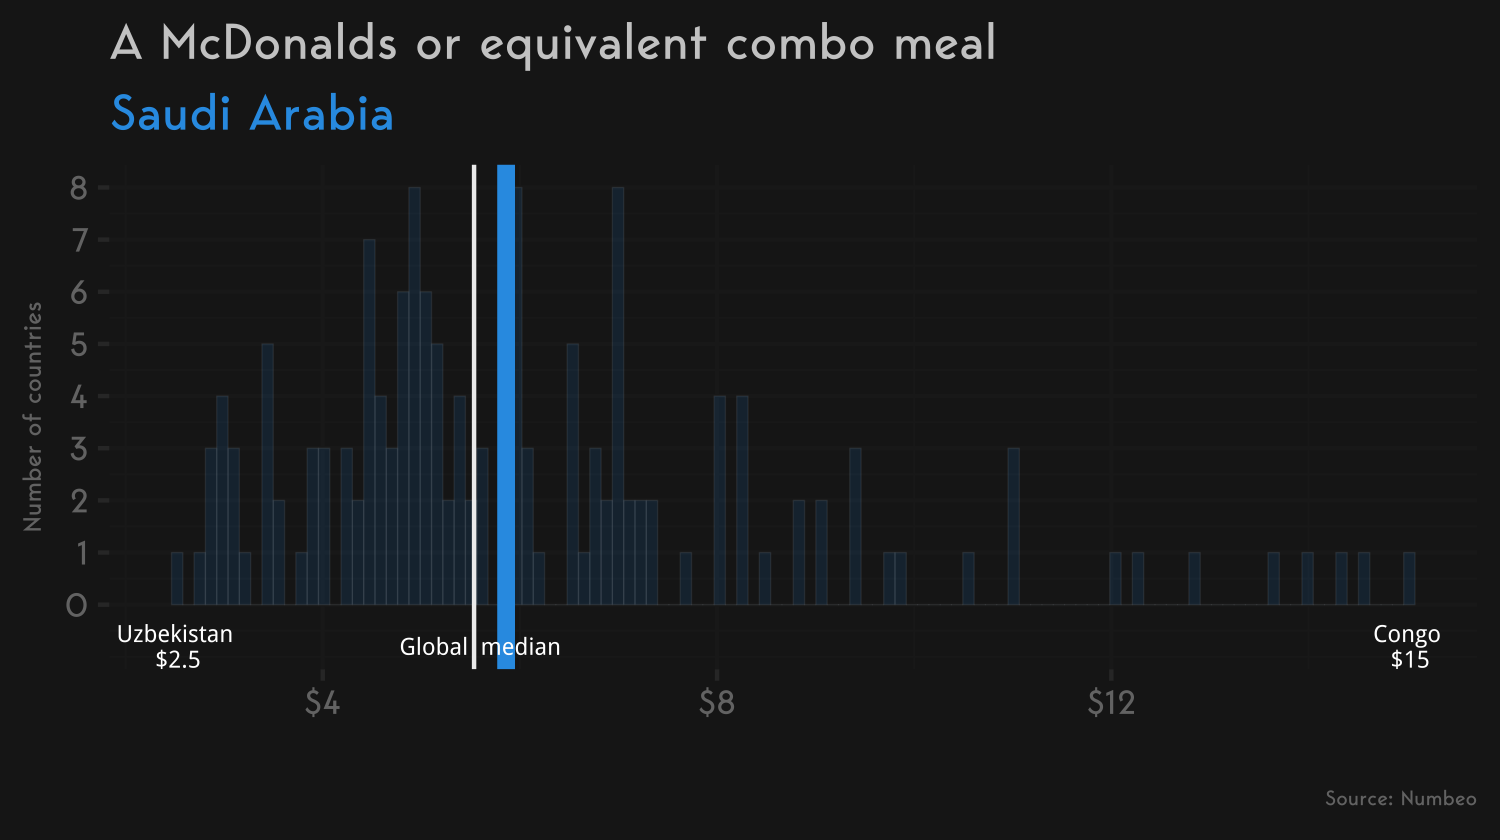 A McDonalds or equivalent combo meal
Saudi Arabia
Number of countries
8
7
6
5
4
3
2
1
0
Uzbekistan
$2.5
Global median
Congo
$15
$4
$8
$12
Source: Numbeo